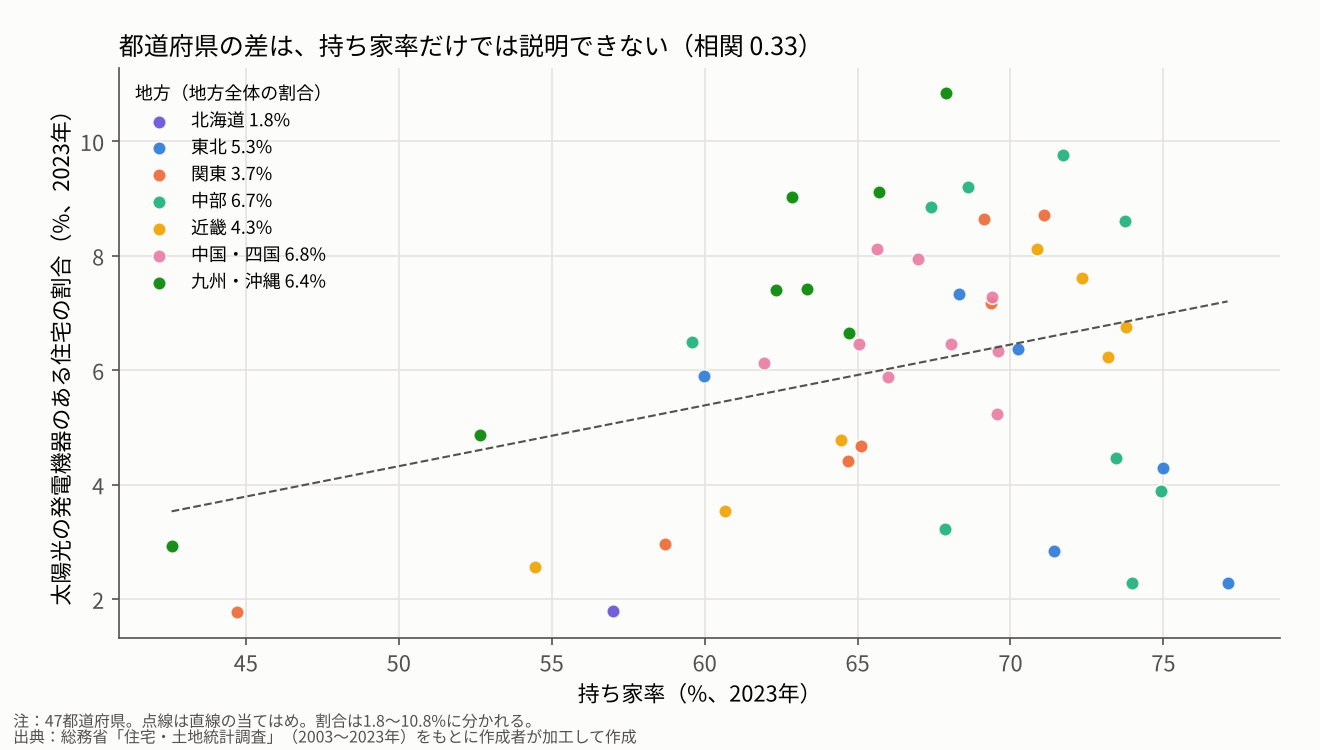 都道府県の差は、持ち家率だけでは説明できない（相関 0.33）
太陽光の発電機器のある住宅の割合（%、2023年）
10
8
6
4
2
地方（地方全体の割合）
北海道 1.8%
東北 5.3%
関東 3.7%
中部 6.7%
近畿 4.3%
中国・四国 6.8%
九州・沖縄 6.4%
45 50 55 60 65 70 75
持ち家率（%、2023年）
注：47都道府県。点線は直線の当てはめ。割合は1.8～10.8%に分かれる。
出典：総務省「住宅・土地統計調査」（2003～2023年）をもとに作成者が加工して作成